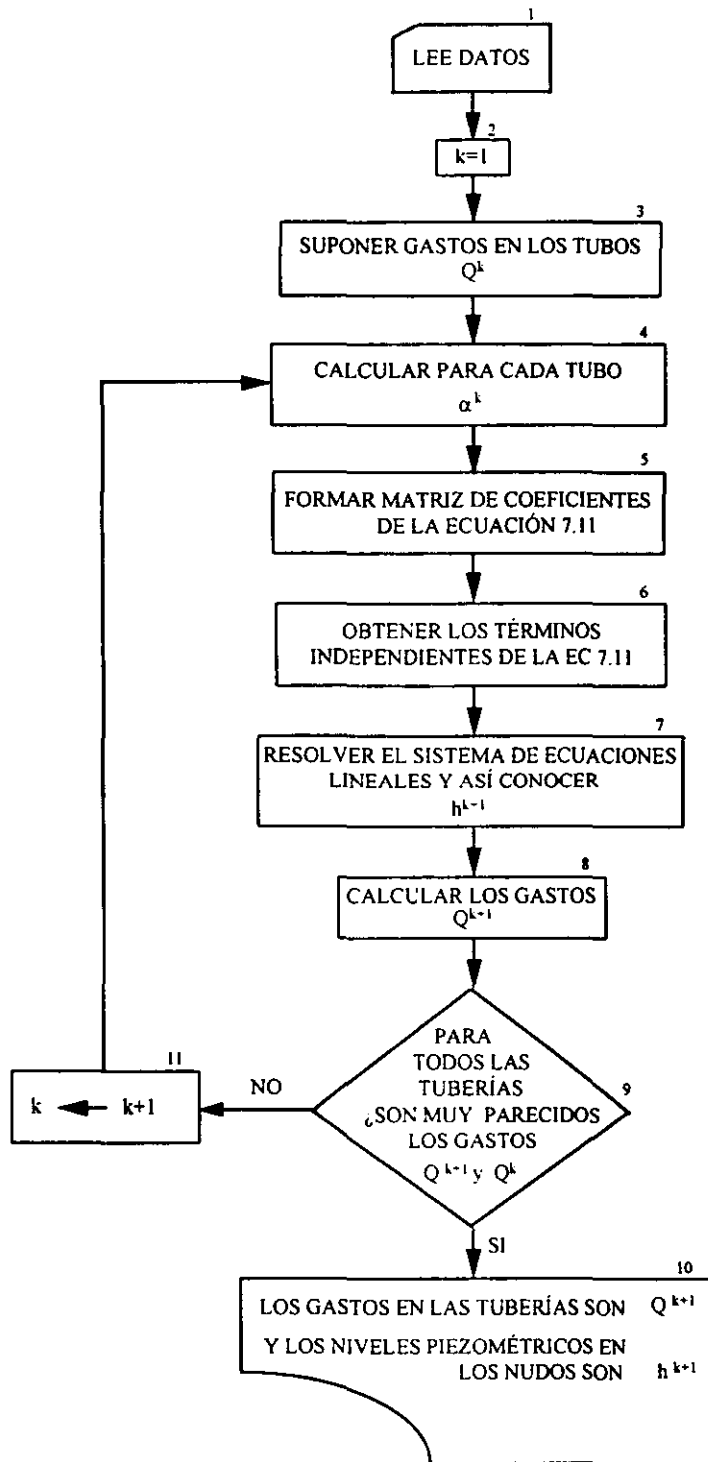 1
LEE DATOS
2
k=1
3
SUPONER GASTOS EN LOS TUBOS
Q^k
4
CALCULAR PARA CADA TUBO
α^k
5
FORMAR MATRIZ DE COEFICIENTES
DE LA ECUACIÓN 7.11
6
OBTENER LOS TÉRMINOS
INDEPENDIENTES DE LA EC 7.11
7
RESOLVER EL SISTEMA DE ECUACIONES
LINEALES Y ASÍ CONOCER
h^k+1
8
CALCULAR LOS GASTOS
Q^k+1
9
PARA
TODOS LAS
TUBERÍAS
¿SON MUY PARECIDOS
LOS GASTOS
Q^k+1 y Q^k
NO
11
k ← k+1
SI
10
LOS GASTOS EN LAS TUBERÍAS SON Q^k+1
Y LOS NIVELES PIEZOMÉTRICOS EN
LOS NUDOS SON h^k+1